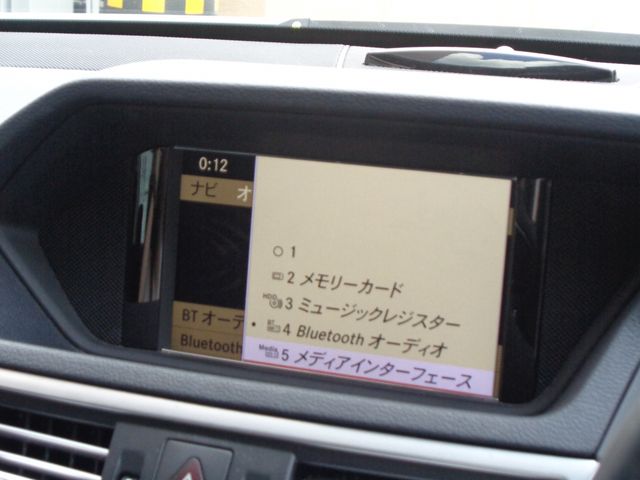 0:12
ナビ オ
1
2 メモリーカード
HDD 3 ミュージックレジスター
BT 4 Bluetooth オーディオ
Media 5 メディアインターフェース
BT オーデ
Bluetooth